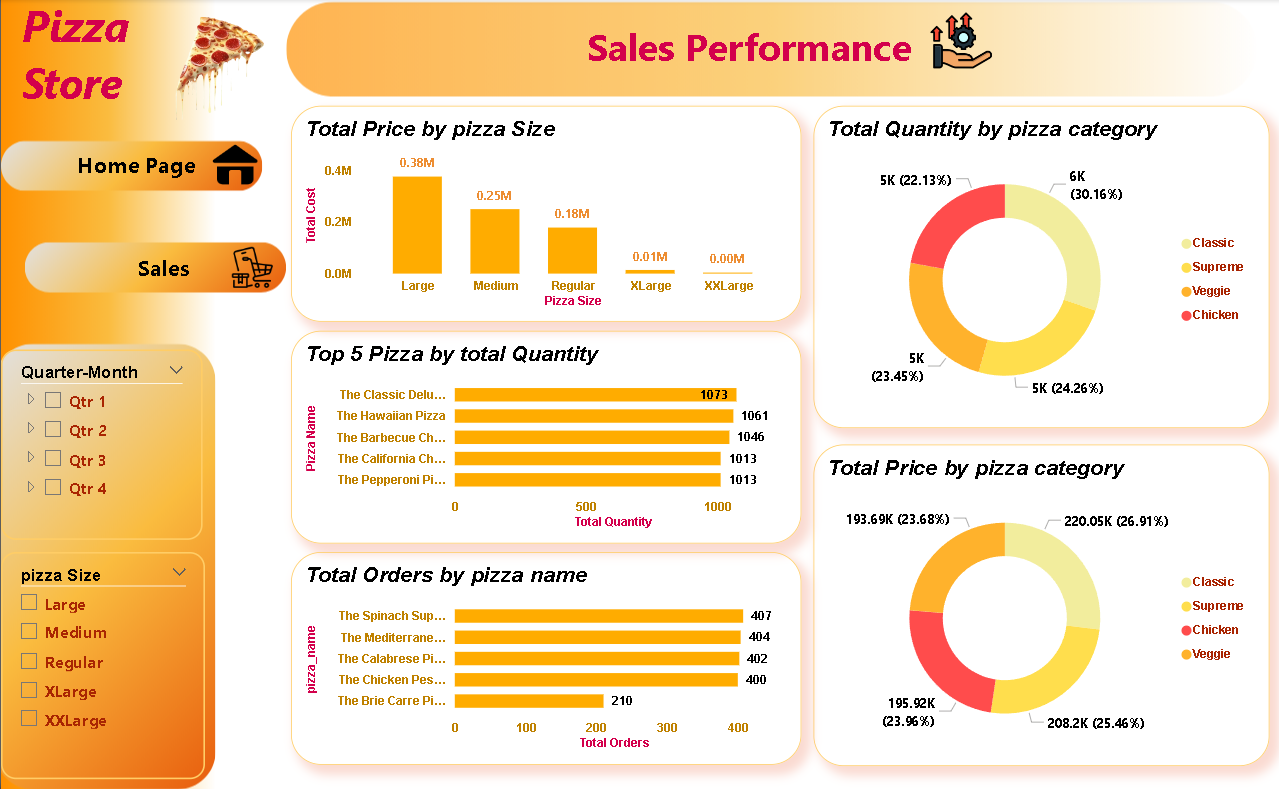 Pizza
Store
Home Page
Sales
Quarter-Month
Qtr 1
Qtr 2
Qtr 3
Qtr 4
pizza Size
Large
Medium
Regular
XLarge
XXLarge
Sales Performance
Total Price by pizza Size
Total Cost
0.4M
0.2M
0.0M
0.38M
0.25M
0.18M
0.01M
0.00M
Large
Medium
Regular
XLarge
XXLarge
Pizza Size
Top 5 Pizza by total Quantity
Pizza Name
The Classic Delu... 1073
The Hawaiian Pizza 1061
The Barbecue Ch... 1046
The California Ch... 1013
The Pepperoni Pi... 1013
0 500 1000
Total Quantity
Total Orders by pizza name
pizza_name
The Spinach Sup... 407
The Mediterrane... 404
The Calabrese Pi... 402
The Chicken Pes... 400
The Brie Carre Pi... 210
0 100 200 300 400
Total Orders
Total Quantity by pizza category
5K (22.13%)
6K
(30.16%)
5K
(23.45%)
5K (24.26%)
Classic
Supreme
Veggie
Chicken
Total Price by pizza category
193.69K (23.68%)
220.05K (26.91%)
195.92K
(23.96%)
208.2K (25.46%)
Classic
Supreme
Chicken
Veggie